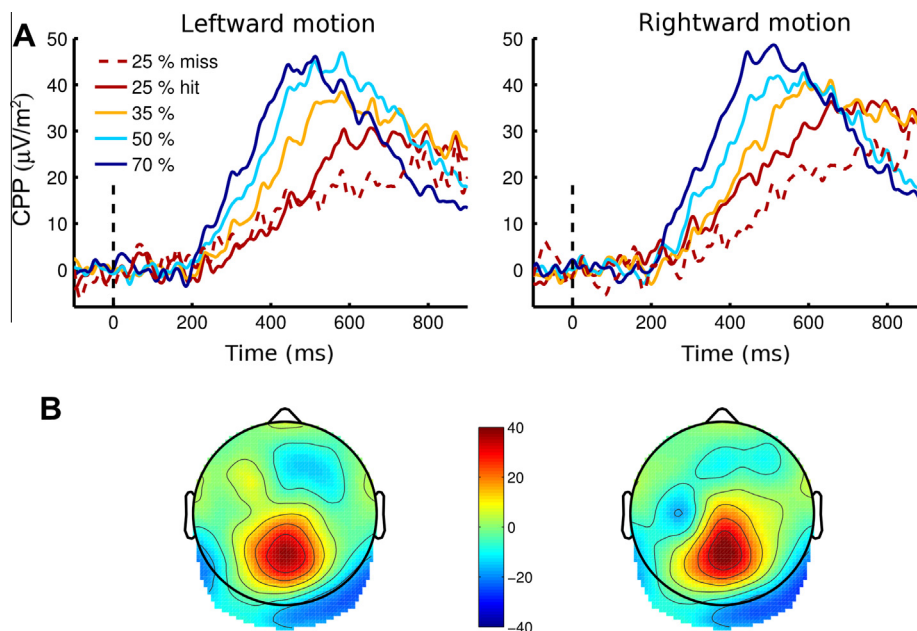 A
Leftward motion
Rightward motion
CPP (μV/m²)
50
40
30
20
10
0
25 % miss
25 % hit
35 %
50 %
70 %
0 200 400 600 800
Time (ms)
50
40
30
20
10
0
0 200 400 600 800
Time (ms)
B
40
20
0
−20
−40